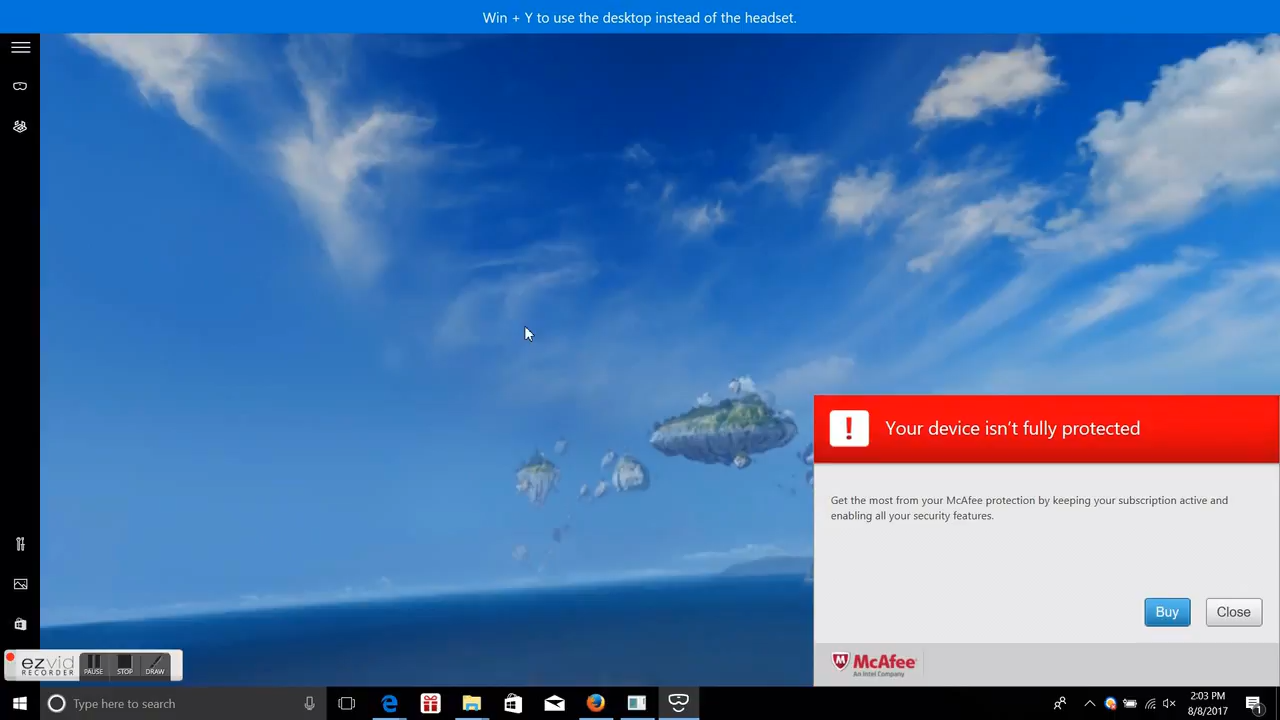 Win + Y to use the desktop instead of the headset.
! Your device isn't fully protected
Get the most from your McAfee protection by keeping your subscription active and
enabling all your security features.
Buy Close
ezvid
RECORDER
PAUSE STOP DRAW
McAfee
An Intel Company
Type here to search
2:03 PM
8/8/2017
1